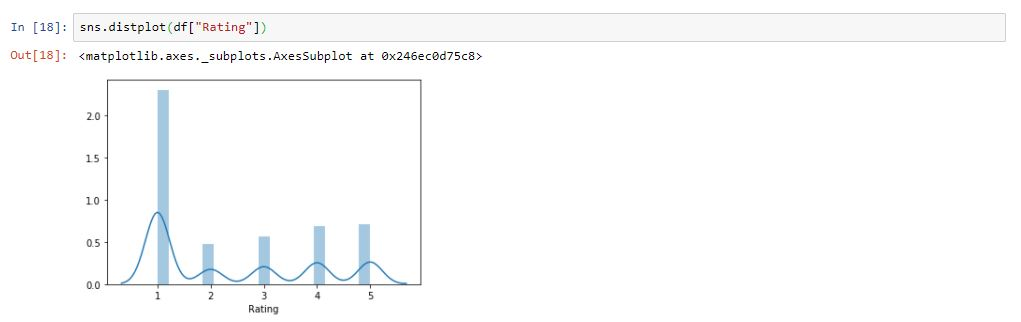 In [18]: sns.distplot(df["Rating"])
Out[18]: <matplotlib.axes._subplots.AxesSubplot at 0x246ec0d75c8>
2.0
1.5
1.0
0.5
0.0
1 2 3 4 5
Rating